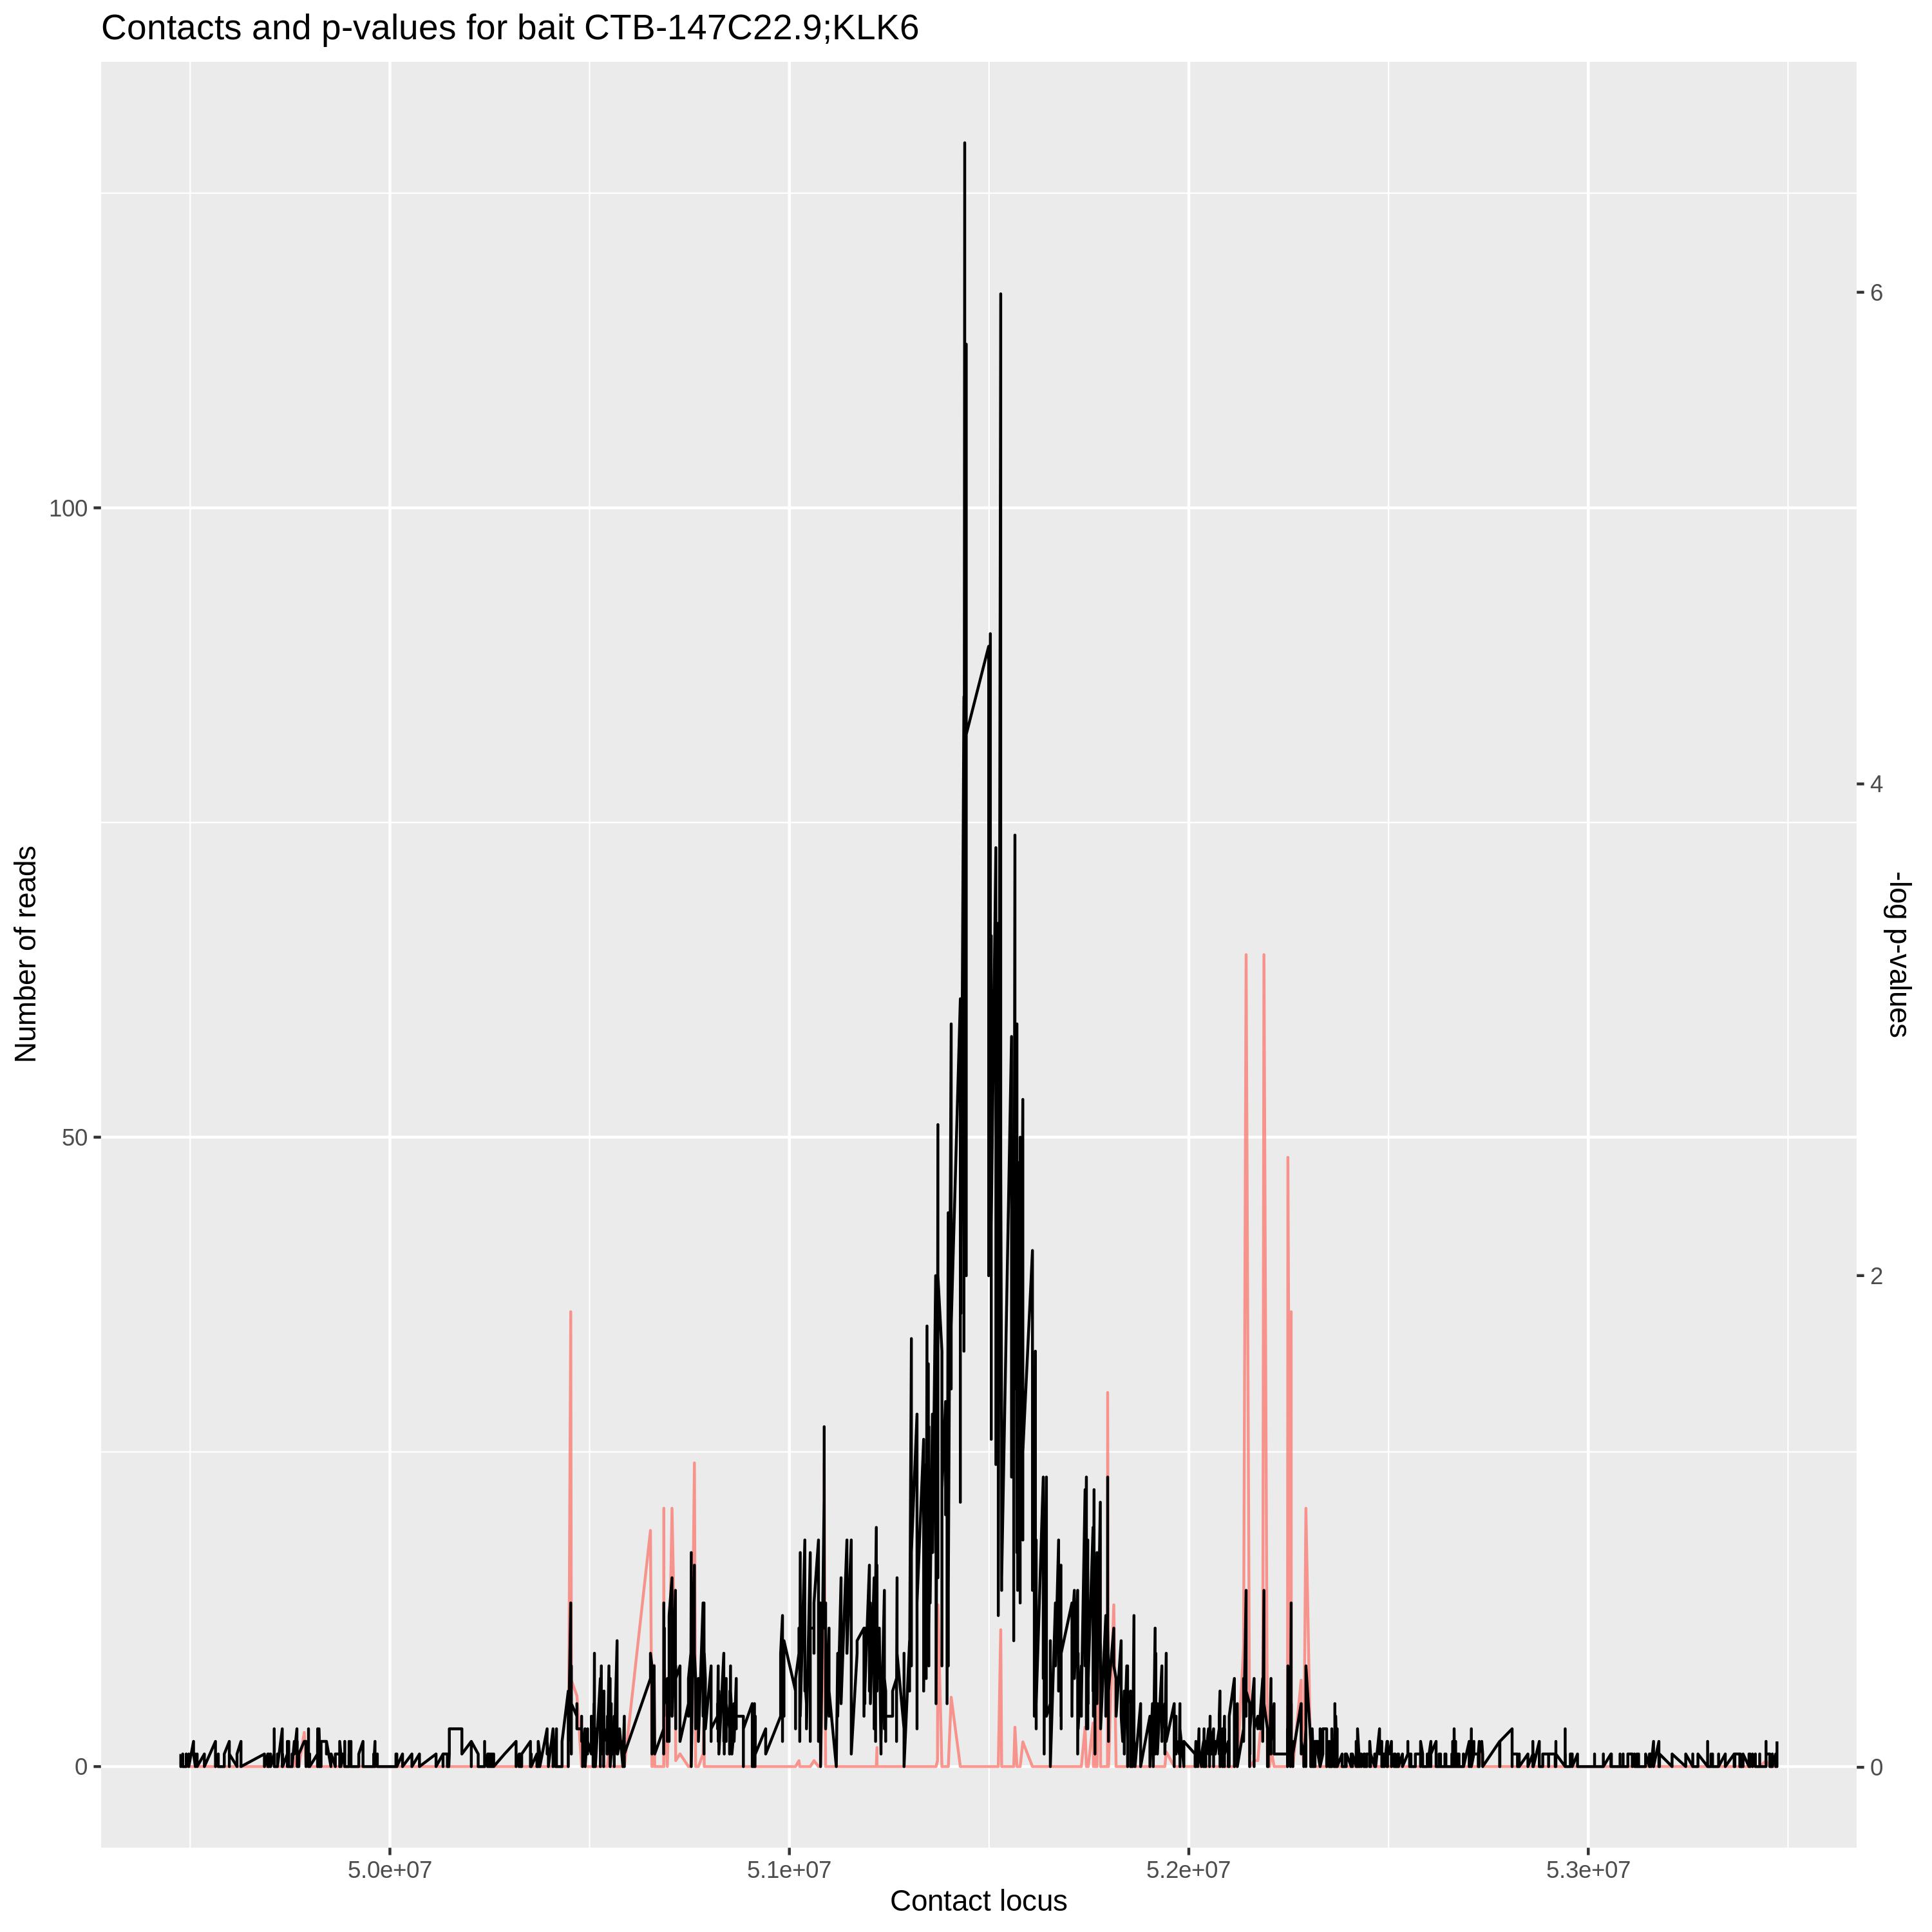 Contacts and p-values for bait CTB-147C22.9;KLK6
Number of reads
100
50
0
6
4
2
0
-log p-values
5.0e+07
5.1e+07
5.2e+07
5.3e+07
Contact locus